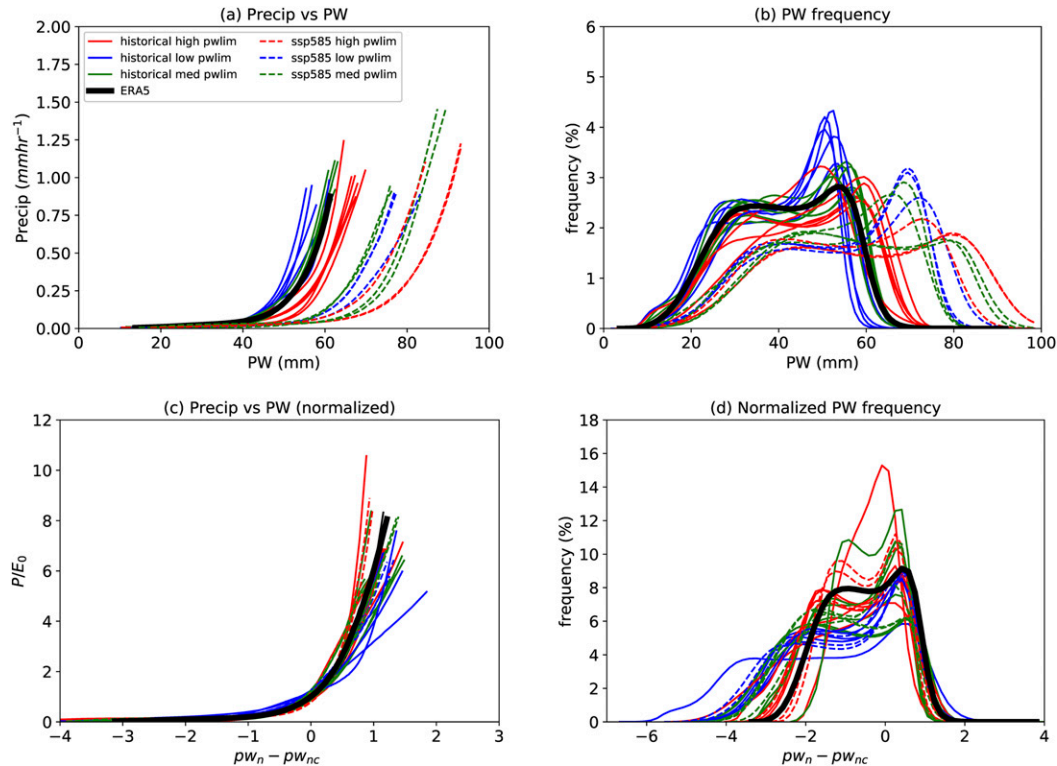 (a) Precip vs PW
2.00
1.75
1.50
1.25
1.00
0.75
0.50
0.25
0.00
Precip (mmhr⁻¹)
historical high pwlim
historical low pwlim
historical med pwlim
ERA5
ssp585 high pwlim
ssp585 low pwlim
ssp585 med pwlim
0 20 40 60 80 100
PW (mm)
(b) PW frequency
6
5
4
3
2
1
0
frequency (%)
0 20 40 60 80 100
PW (mm)
(c) Precip vs PW (normalized)
12
10
8
6
4
2
0
P/E₀
−4 −3 −2 −1 0 1 2 3
pwₙ − pwₙc
(d) Normalized PW frequency
18
16
14
12
10
8
6
4
2
0
frequency (%)
−6 −4 −2 0 2 4
pwₙ − pwₙc